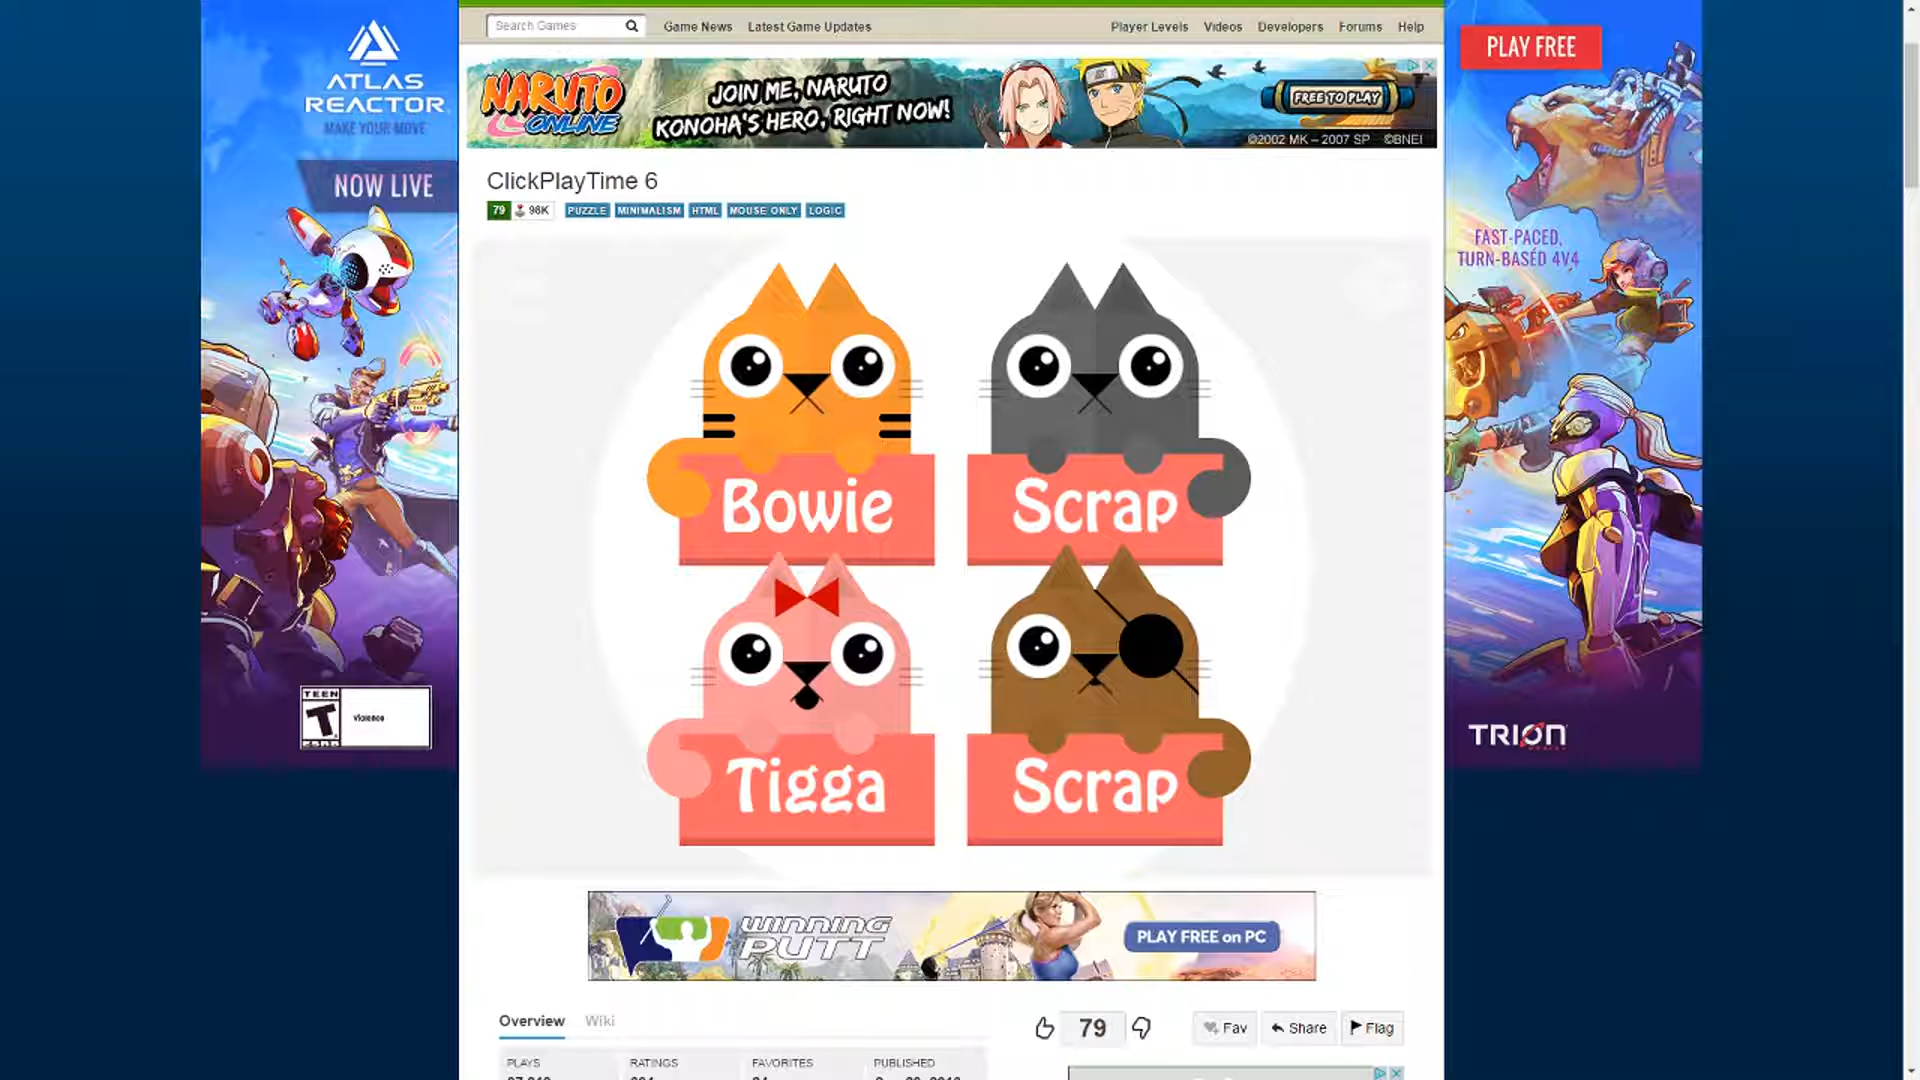 Search Games
Game News
Latest Game Updates
Player Levels
Videos
Developers
Forums
Help
ATLAS
REACTOR
MAKE YOUR MOVE
NOW LIVE
TEEN
T
Violence
NARUTO
ONLINE
JOIN ME, NARUTO
KONOHA'S HERO, RIGHT NOW!
FREE TO PLAY
©2002 MK – 2007 SP ©BNEI
PLAY FREE
FAST-PACED,
TURN-BASED 4V4
TRION
ClickPlayTime 6
79
98K
PUZZLE
MINIMALISM
HTML
MOUSE ONLY
LOGIC
Bowie
Scrap
Tigga
Scrap
WINNING
PUTT
PLAY FREE on PC
Overview
Wiki
79
Fav
Share
Flag
PLAYS
RATINGS
FAVORITES
PUBLISHED